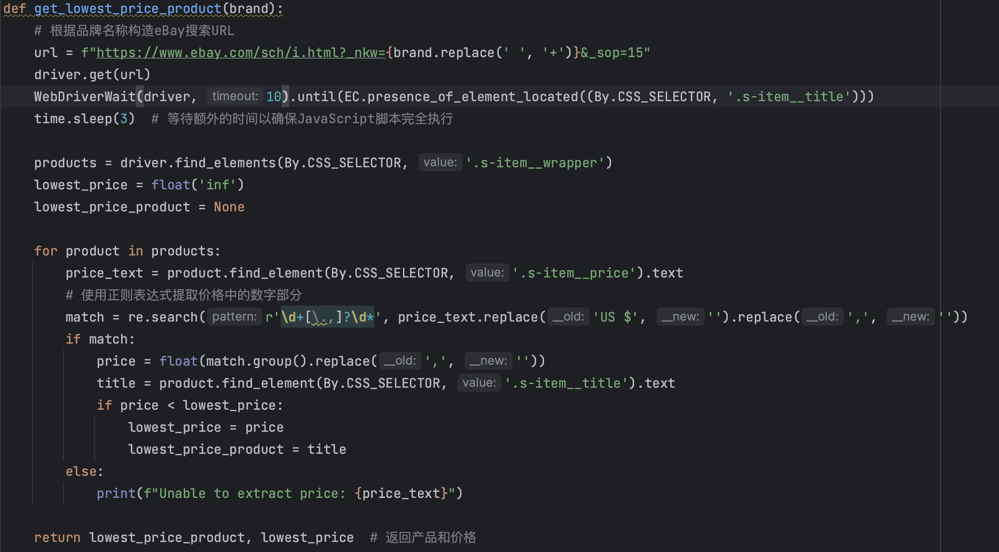 def get_lowest_price_product(brand):
    # 根据品牌名称构造eBay搜索URL
    url = f"https://www.ebay.com/sch/i.html?_nkw={brand.replace(' ', '+')}&_sop=15"
    driver.get(url)
    WebDriverWait(driver, timeout: 10).until(EC.presence_of_element_located((By.CSS_SELECTOR, '.s-item__title')))
    time.sleep(3)  # 等待额外的时间以确保JavaScript脚本完全执行
    products = driver.find_elements(By.CSS_SELECTOR, value: '.s-item__wrapper')
    lowest_price = float('inf')
    lowest_price_product = None
    for product in products:
        price_text = product.find_element(By.CSS_SELECTOR, value: '.s-item__price').text
        # 使用正则表达式提取价格中的数字部分
        match = re.search( pattern: r'\d+[\.,]?\d*', price_text.replace( __old: 'US $', __new: '').replace( __old: ',', __new: ''))
        if match:
            price = float(match.group().replace( __old: ',', __new: ''))
            title = product.find_element(By.CSS_SELECTOR, value: '.s-item__title').text
            if price < lowest_price:
                lowest_price = price
                lowest_price_product = title
        else:
            print(f"Unable to extract price: {price_text}")
    return lowest_price_product, lowest_price  # 返回产品和价格